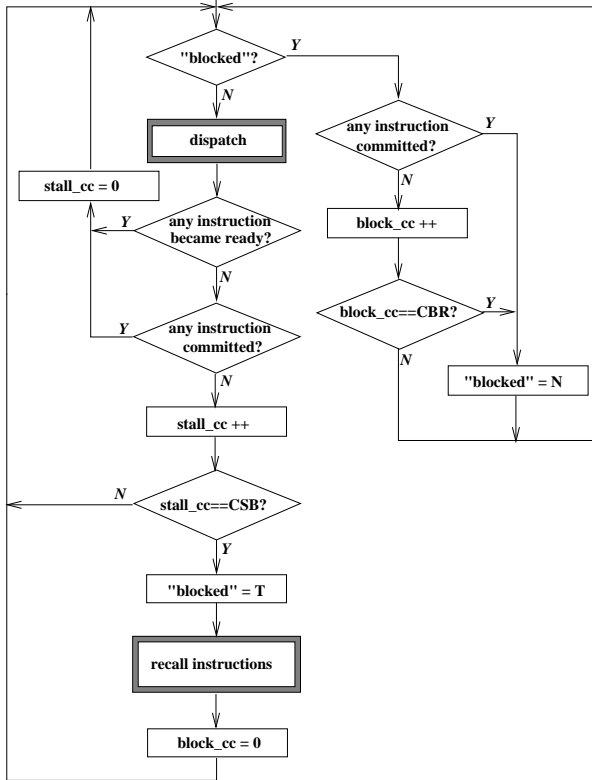 "blocked"?
Y
N
dispatch
any instruction
committed?
Y
N
stall_cc = 0
any instruction
became ready?
Y
N
block_cc ++
any instruction
committed?
Y
N
block_cc==CBR?
Y
N
"blocked" = N
stall_cc ++
stall_cc==CSB?
N
Y
"blocked" = T
recall instructions
block_cc = 0